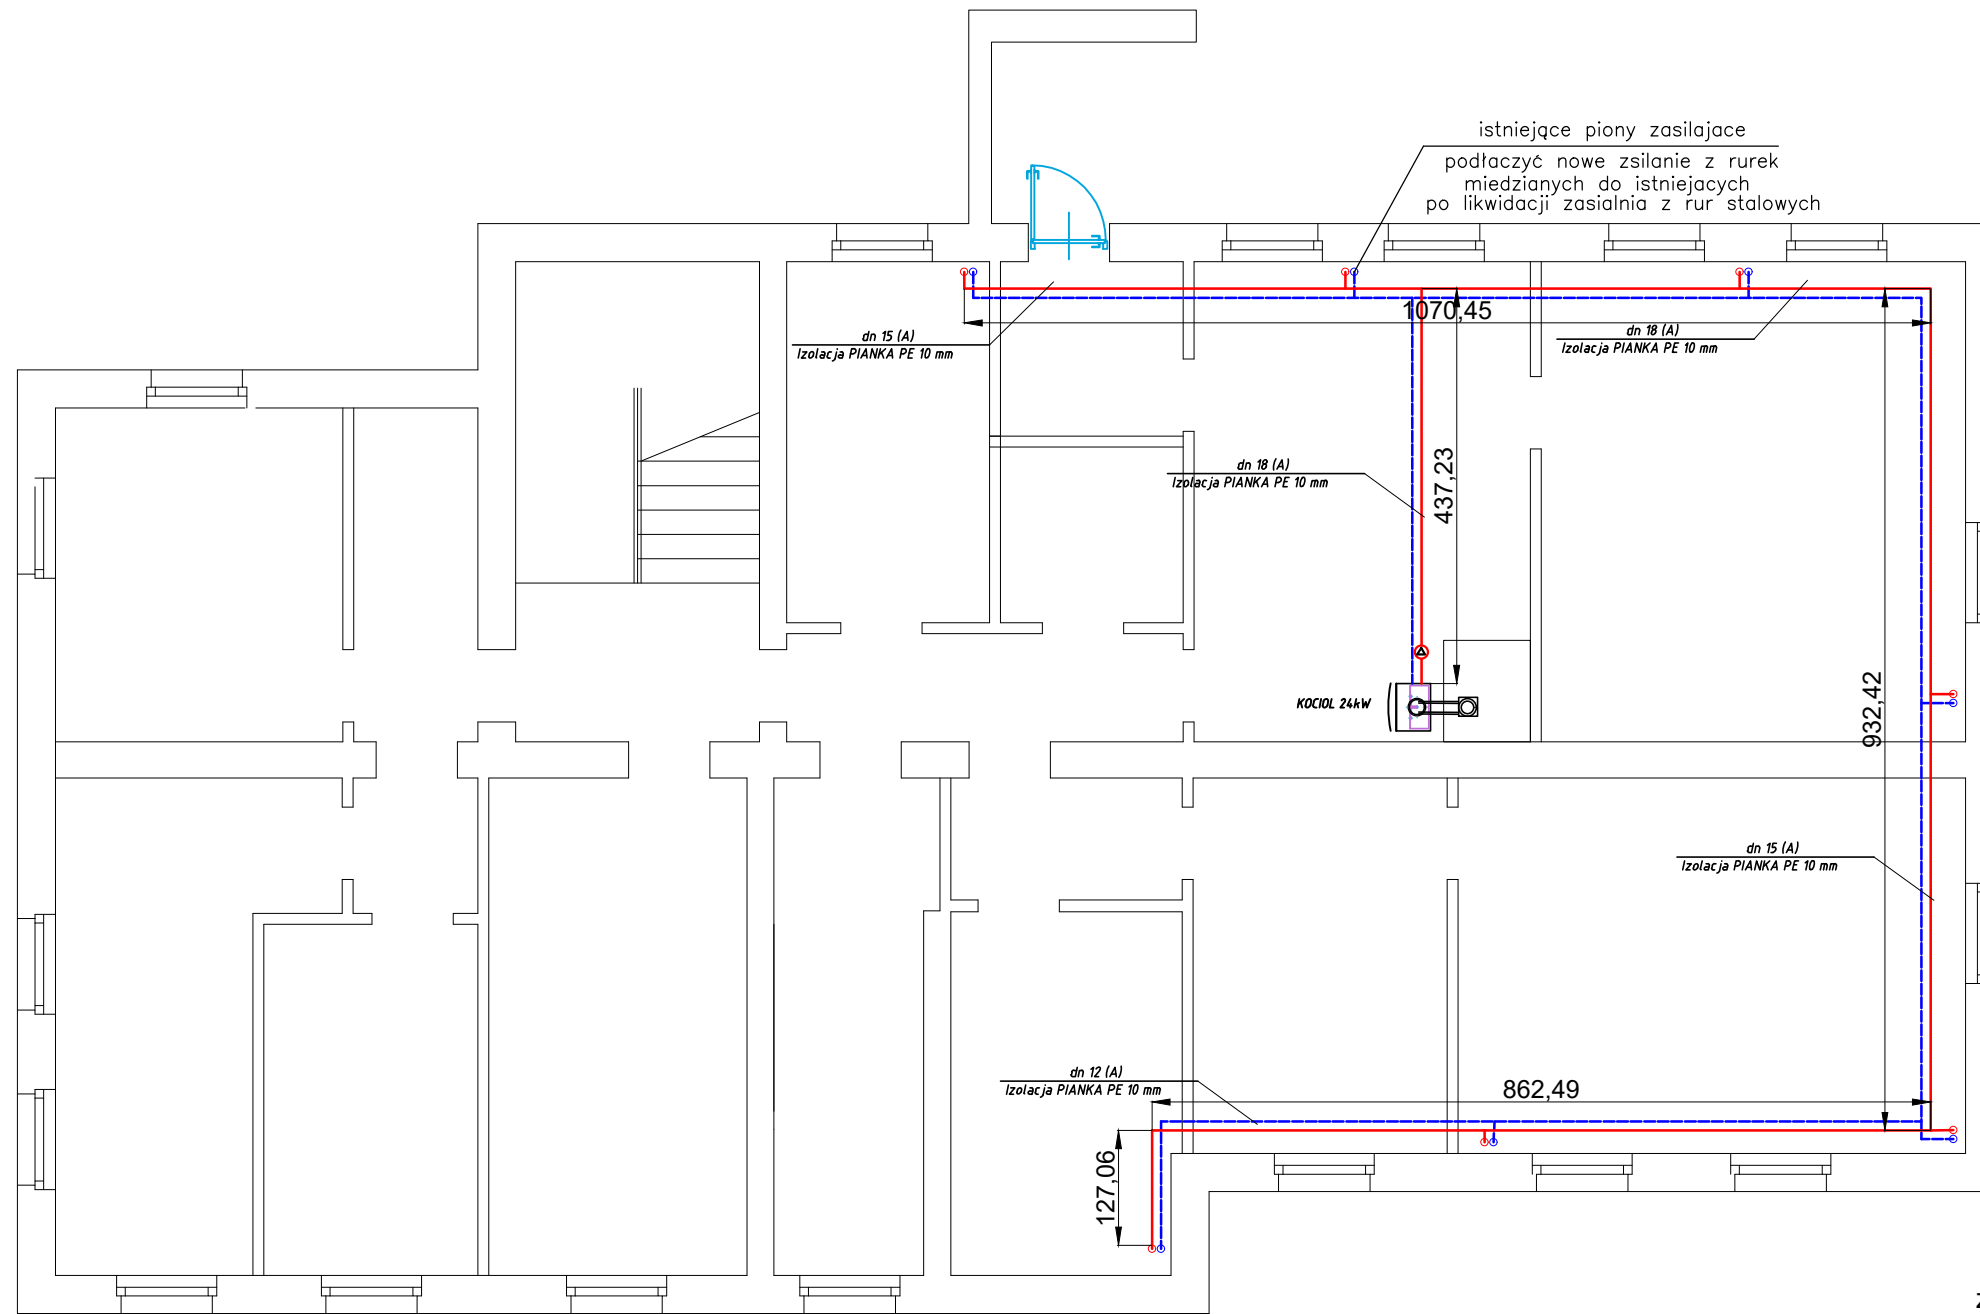 istniejące piony zasilajace
podłaczyć nowe zsilanie z rurek
miedzianych do istniejacych
po likwidacji zasialnia z rur stalowych
1070,45
dn 15 (A)
Izolacja PIANKA PE 10 mm
dn 18 (A)
Izolacja PIANKA PE 10 mm
dn 18 (A)
Izolacja PIANKA PE 10 mm
437,23
KOCIOL 24kW
932,42
dn 15 (A)
Izolacja PIANKA PE 10 mm
dn 12 (A)
Izolacja PIANKA PE 10 mm
862,49
127,06